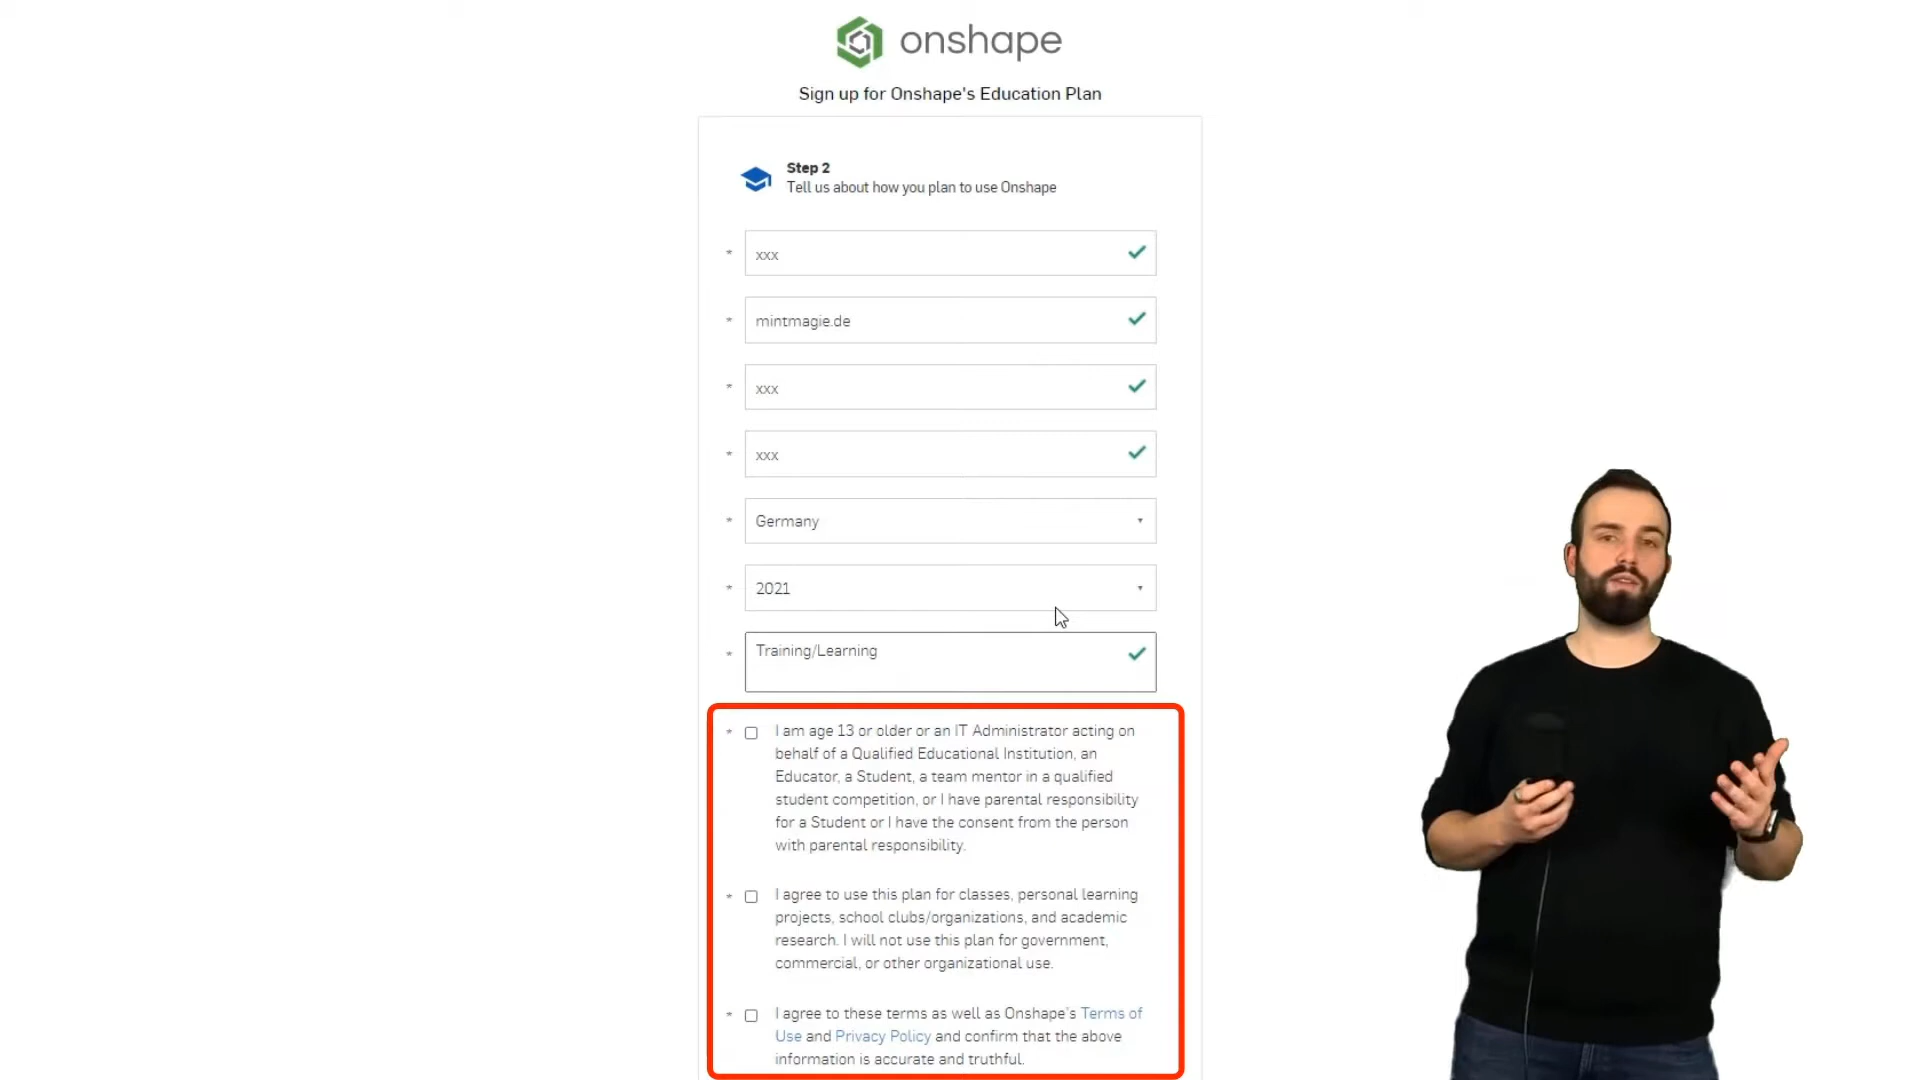 onshape
Sign up for Onshape's Education Plan
Step 2
Tell us about how you plan to use Onshape
* xxx
* mintmagie.de
* xxx
* xxx
* Germany
* 2021
* Training/Learning
* I am age 13 or older or an IT Administrator acting on
behalf of a Qualified Educational Institution, an
Educator, a Student, a team mentor in a qualified
student competition, or I have parental responsibility
for a Student or I have the consent from the person
with parental responsibility.
* I agree to use this plan for classes, personal learning
projects, school clubs/organizations, and academic
research. I will not use this plan for government,
commercial, or other organizational use.
* I agree to these terms as well as Onshape's Terms of
Use and Privacy Policy and confirm that the above
information is accurate and truthful.